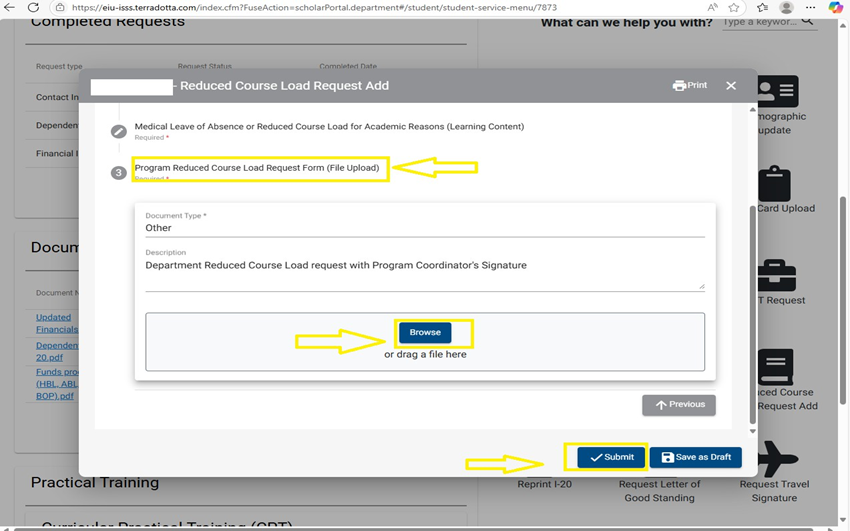 https://eiu-isss.terradotta.com/index.cfm?FuseAction=scholarPortal.department#/student/student-service-menu/7873
Completed Requests
What can we help you with?
Type a keyword...
Request type
Request Status
Completed Date
- Reduced Course Load Request Add
Print
Contact In
Dependen
Financial I
Medical Leave of Absence or Reduced Course Load for Academic Reasons (Learning Content)
Required *
3
Program Reduced Course Load Request Form (File Upload)
Required *
Document Type *
Other
Description
Department Reduced Course Load request with Program Coordinator's Signature
Browse
or drag a file here
Previous
Submit
Save as Draft
Docum
Document N
Updated
Financials
Dependen
20.pdf
Funds pro
(HBL, ABL,
BOP).pdf
mographic
update
Card Upload
T Request
uced Course
Request Add
Practical Training
Reprint I-20
Request Letter of
Good Standing
Request Travel
Signature
Curricular Practical Training (CPT)